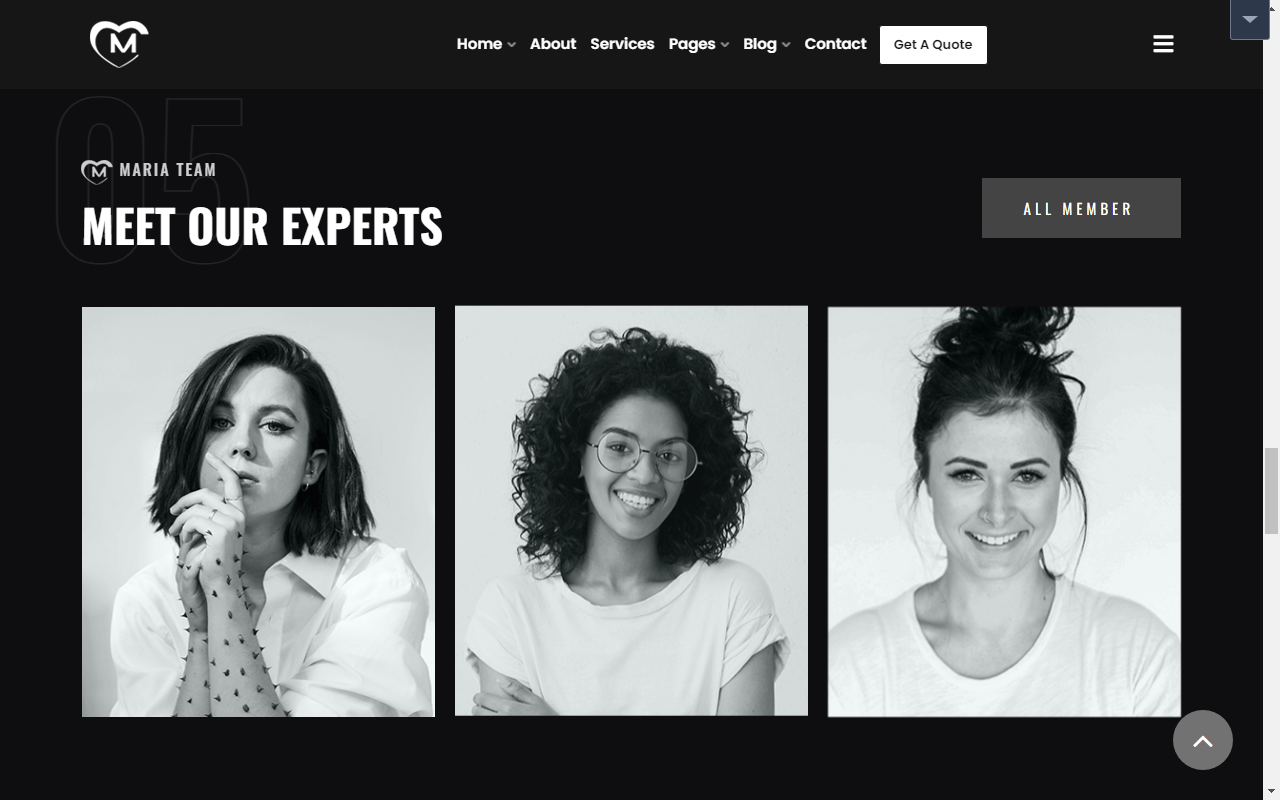 M
Home About Services Pages Blog Contact Get A Quote
05
M MARIA TEAM
MEET OUR EXPERTS
ALL MEMBER